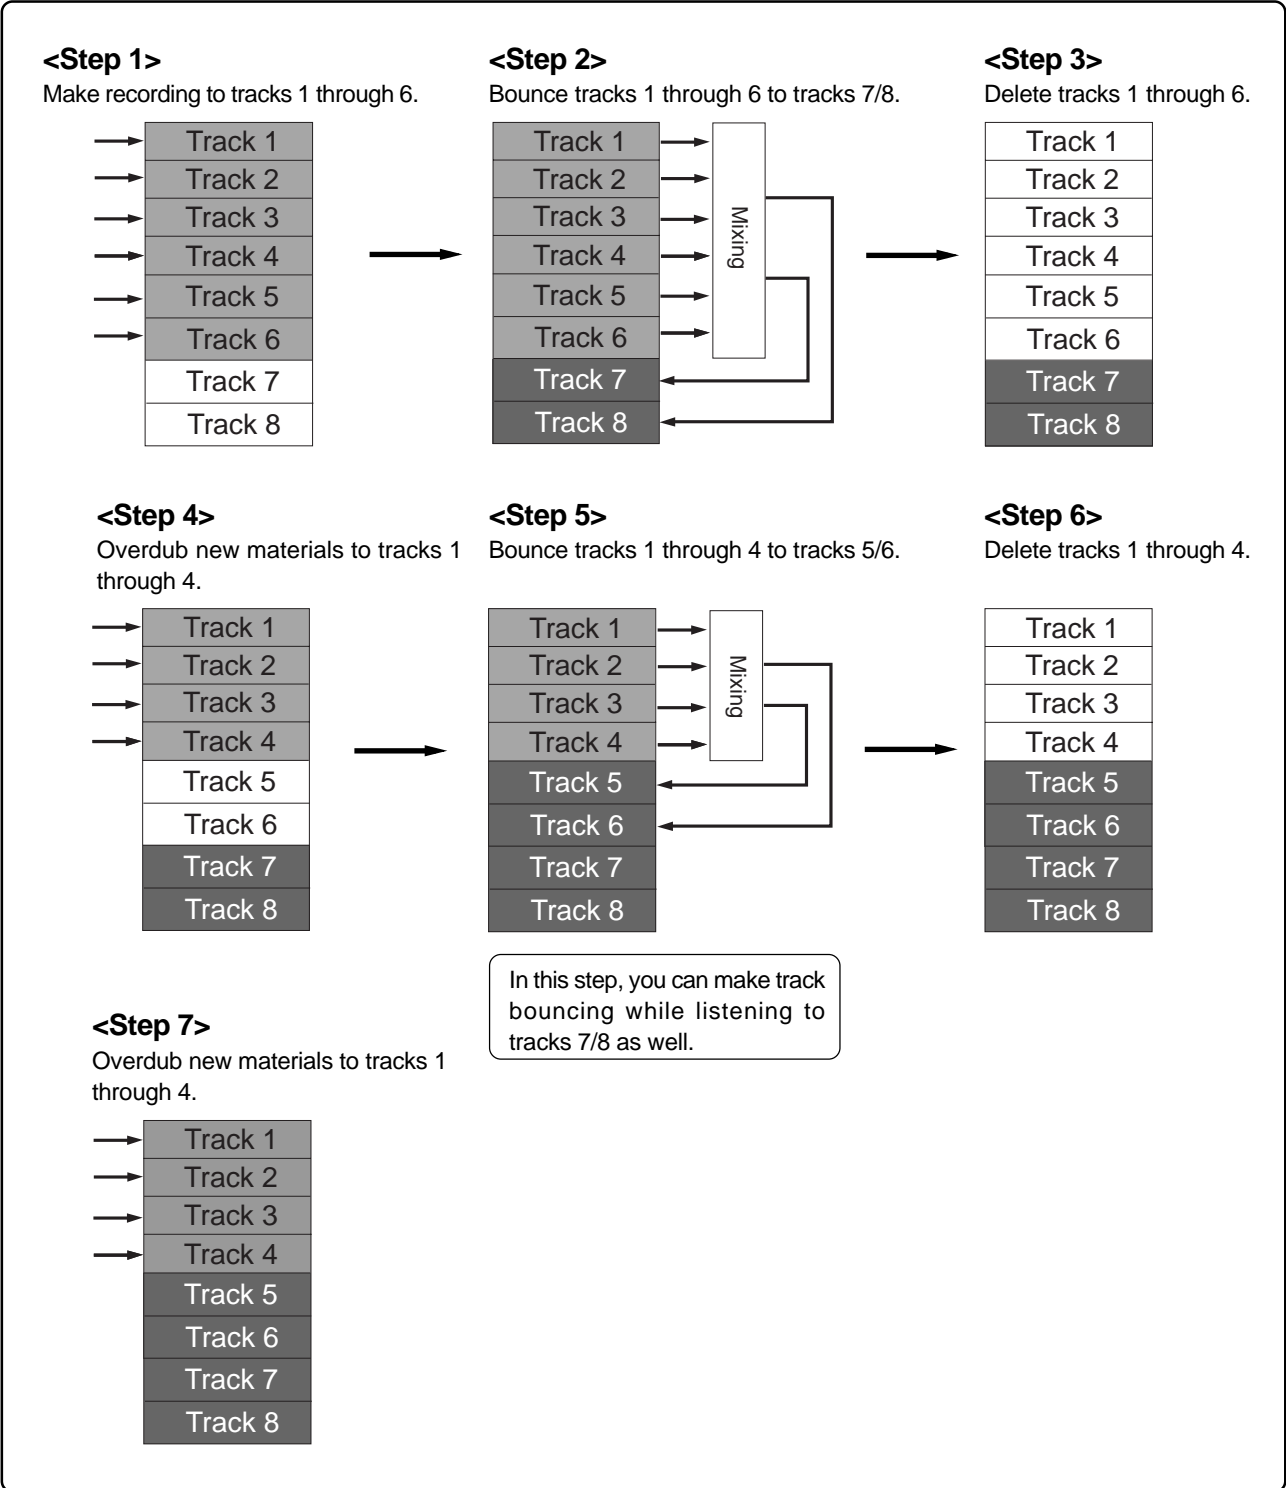 <Step 1>
Make recording to tracks 1 through 6.
Track 1
Track 2
Track 3
Track 4
Track 5
Track 6
Track 7
Track 8
<Step 2>
Bounce tracks 1 through 6 to tracks 7/8.
Track 1
Track 2
Track 3
Track 4
Track 5
Track 6
Track 7
Track 8
Mixing
<Step 3>
Delete tracks 1 through 6.
Track 1
Track 2
Track 3
Track 4
Track 5
Track 6
Track 7
Track 8
<Step 4>
Overdub new materials to tracks 1
through 4.
Track 1
Track 2
Track 3
Track 4
Track 5
Track 6
Track 7
Track 8
<Step 5>
Bounce tracks 1 through 4 to tracks 5/6.
Track 1
Track 2
Track 3
Track 4
Track 5
Track 6
Track 7
Track 8
Mixing
In this step, you can make track
bouncing while listening to
tracks 7/8 as well.
<Step 6>
Delete tracks 1 through 4.
Track 1
Track 2
Track 3
Track 4
Track 5
Track 6
Track 7
Track 8
<Step 7>
Overdub new materials to tracks 1
through 4.
Track 1
Track 2
Track 3
Track 4
Track 5
Track 6
Track 7
Track 8